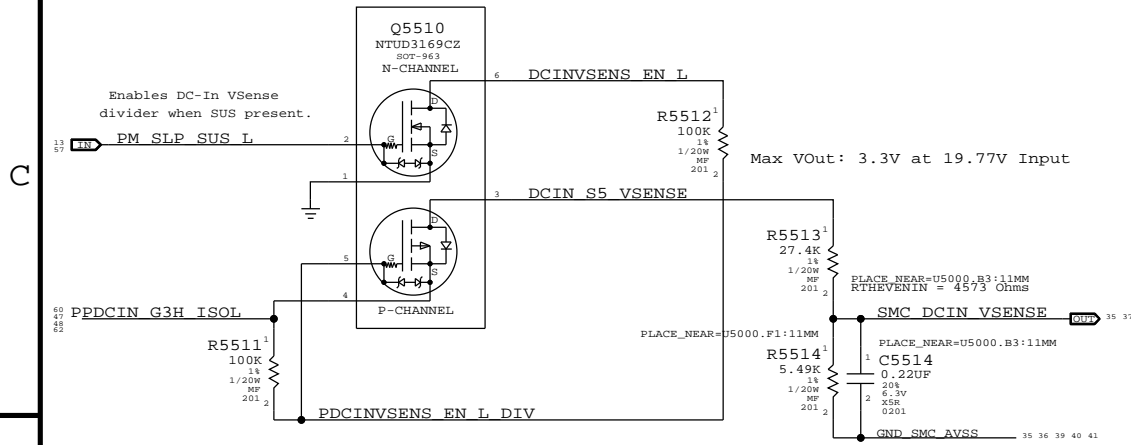 C
Q5510
NTUD3169CZ
SOT-963
N-CHANNEL
6
DCINVSENS_EN_L
Enables DC-In VSense
divider when SUS present.
13
57
IN
PM_SLP_SUS_L
2
G
D
S
1
R5512
1
100K
1%
1/20W
MF
201
2
Max VOut: 3.3V at 19.77V Input
3
DCIN_S5_VSENSE
D
5
G
S
4
P-CHANNEL
60
47
48
62
PPDCIN_G3H_ISOL
R5511
1
100K
1%
1/20W
MF
201
2
PDCINVSENS_EN_L_DIV
R5513
1
27.4K
1%
1/20W
MF
201
2
PLACE_NEAR=U5000.B3:11MM
RTHEVENIN = 4573 Ohms
SMC_DCIN_VSENSE
OUT
35 37
PLACE_NEAR=U5000.F1:11MM
R5514
1
5.49K
1%
1/20W
MF
201
2
PLACE_NEAR=U5000.B3:11MM
1
C5514
0.22UF
20%
6.3V
X5R
0201
2
GND_SMC_AVSS
35 36 39 40 41